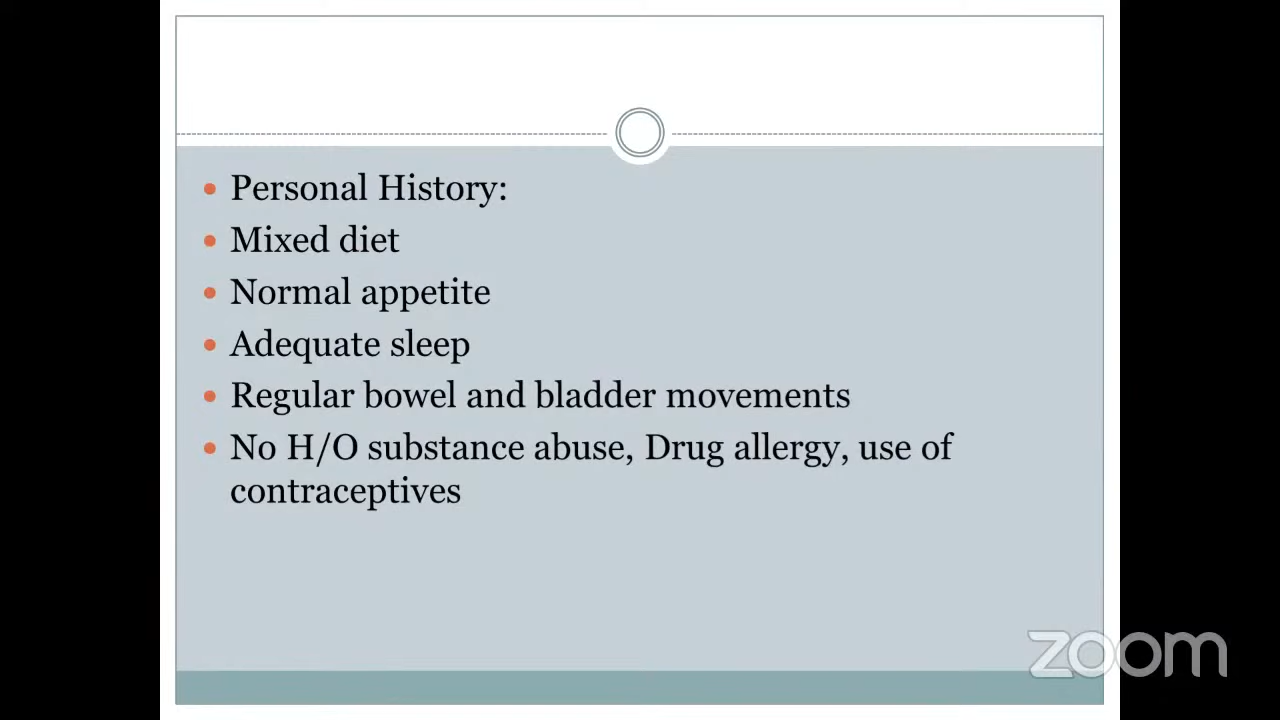 Personal History:
Mixed diet
Normal appetite
Adequate sleep
Regular bowel and bladder movements
No H/O substance abuse, Drug allergy, use of
contraceptives
zoom